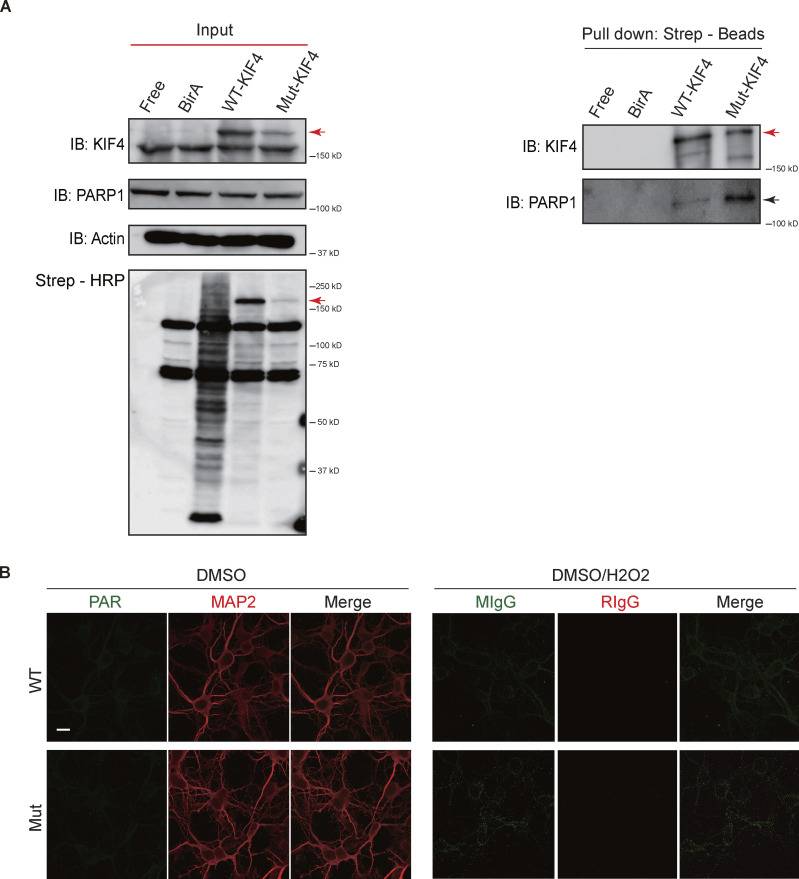 A
Input
Free
BirA
WT-KIF4
Mut-KIF4
IB: KIF4
150 kD
IB: PARP1
100 kD
IB: Actin
37 kD
Strep - HRP
250 kD
150 kD
100 kD
75 kD
50 kD
37 kD
Pull down: Strep - Beads
Free
BirA
WT-KIF4
Mut-KIF4
IB: KIF4
150 kD
IB: PARP1
100 kD
B
DMSO
PAR
MAP2
Merge
WT
Mut
DMSO/H2O2
MIgG
RIgG
Merge